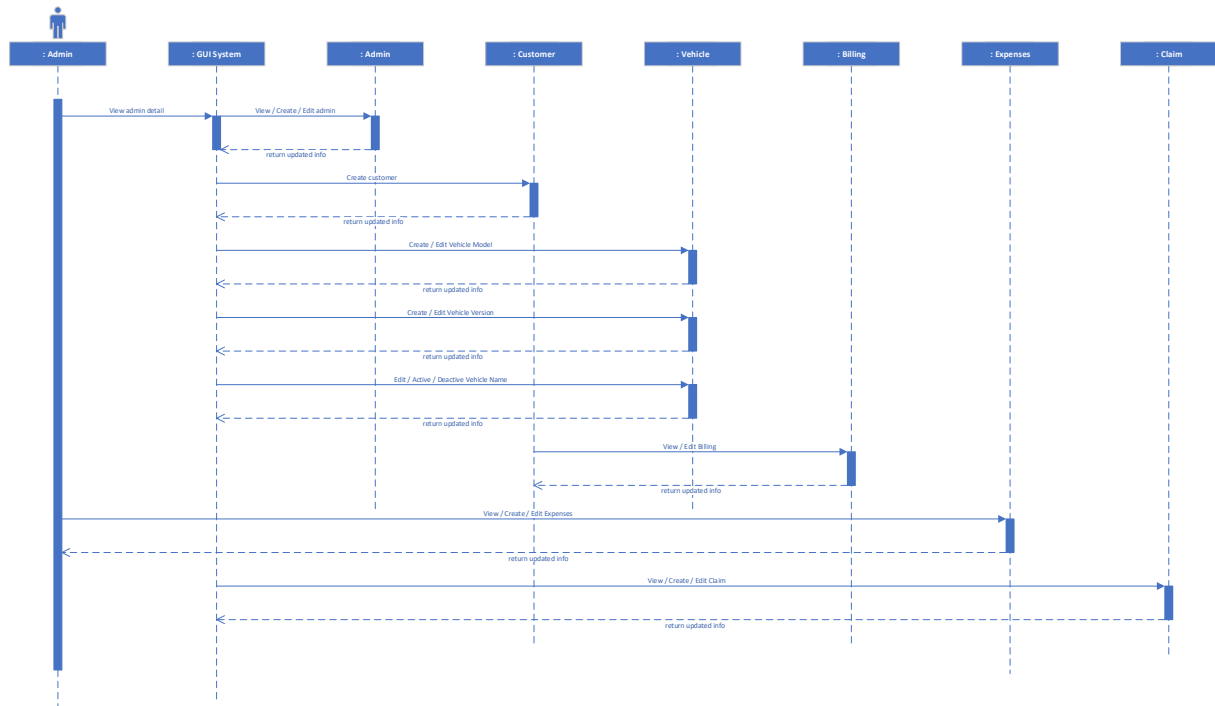 : Admin
: GUI System
: Admin
: Customer
: Vehicle
: Billing
: Expenses
: Claim
View admin detail
View / Create / Edit admin
return updated info
Create customer
return updated info
Create / Edit Vehicle Model
return updated info
Create / Edit Vehicle Version
return updated info
Edit / Active / Deactive Vehicle Name
return updated info
View / Edit Billing
return updated info
View / Create / Edit Expenses
return updated info
View / Create / Edit Claim
return updated info